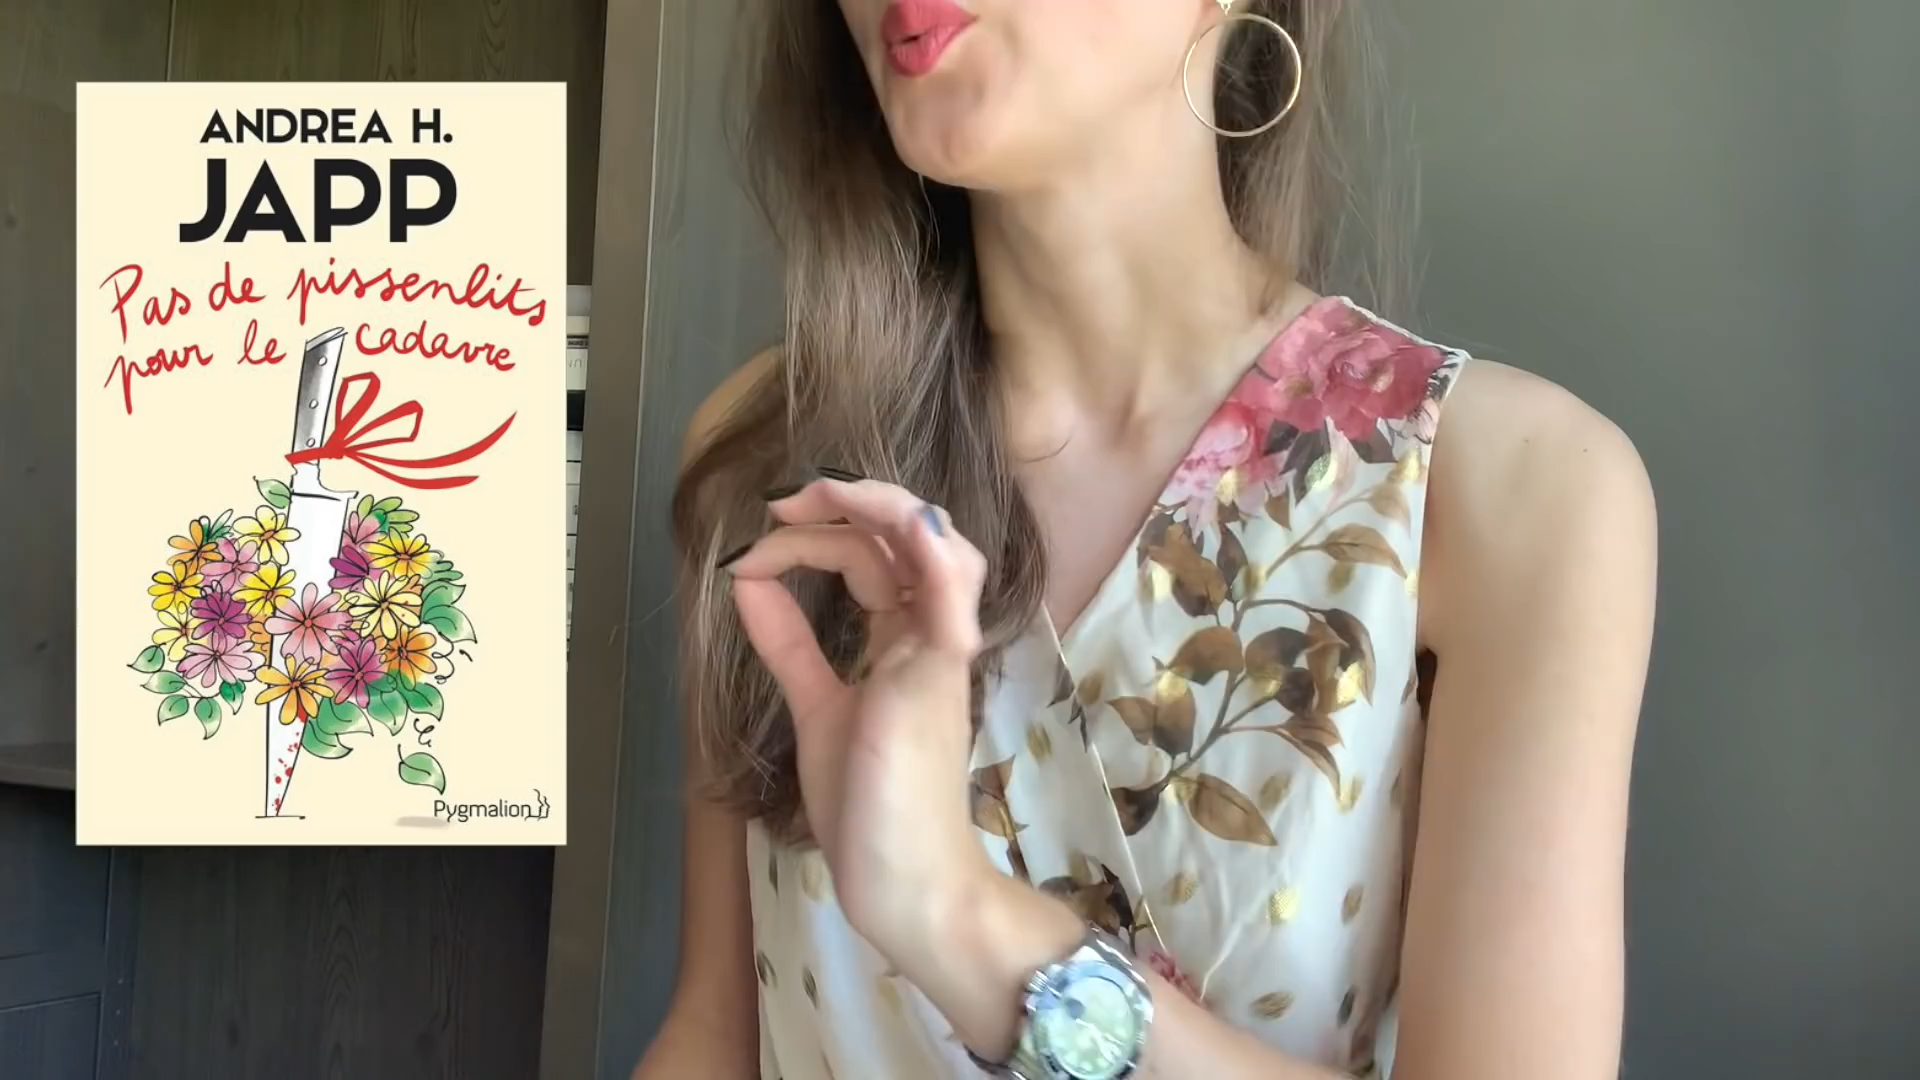 ANDREA H.
JAPP
Pas de pissenlits
pour le cadavre
Pygmalion